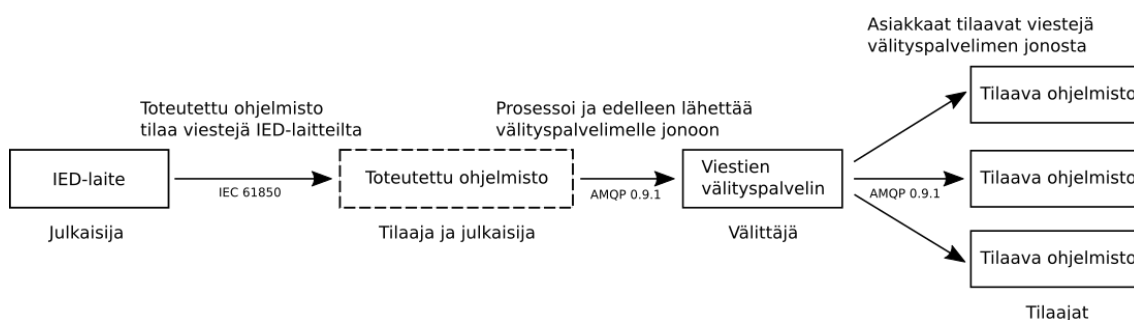 Asiakkaat tilaavat viestejä
välityspalvelimen jonosta
Toteutettu ohjelmisto
tilaa viestejä IED-laitteilta
Prosessoi ja edelleen lähettää
välityspalvelimelle jonoon
Tilaava ohjelmisto
IED-laite
IEC 61850
Toteutettu ohjelmisto
AMQP 0.9.1
Viestien
välityspalvelin
AMQP 0.9.1
Tilaava ohjelmisto
Julkaisija
Tilaaja ja julkaisija
Välittäjä
Tilaava ohjelmisto
Tilaajat